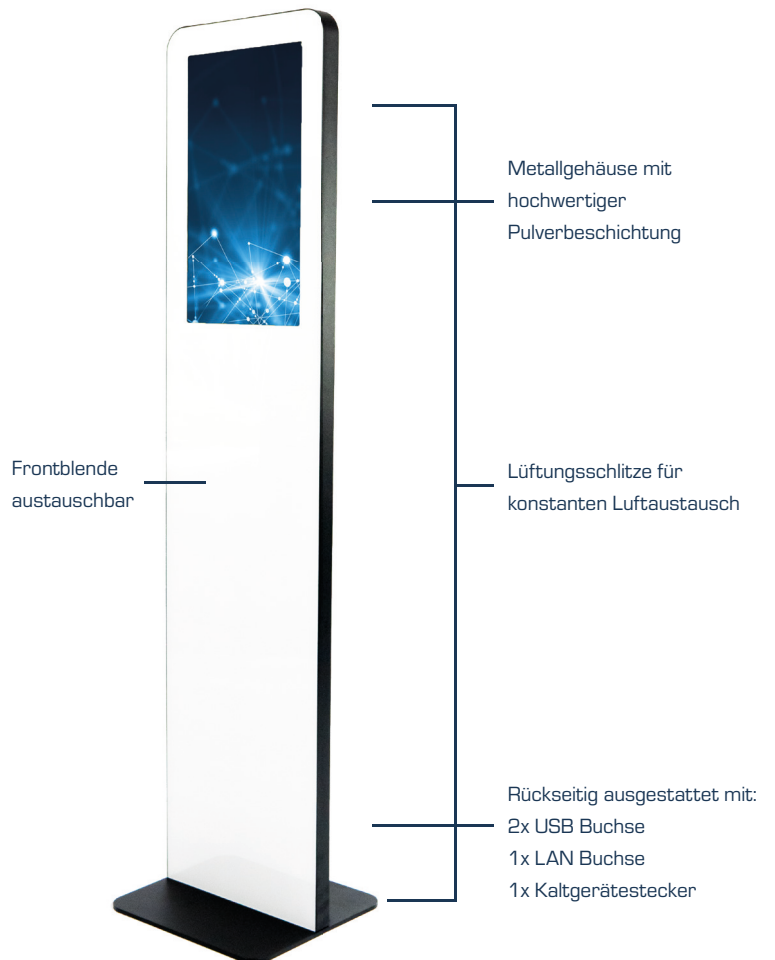 Metallgehäuse mit
hochwertiger
Pulverbeschichtung
Frontblende
austauschbar
Lüftungsschlitze für
konstanten Luftaustausch
Rückseitig ausgestattet mit:
2x USB Buchse
1x LAN Buchse
1x Kaltgerätestecker